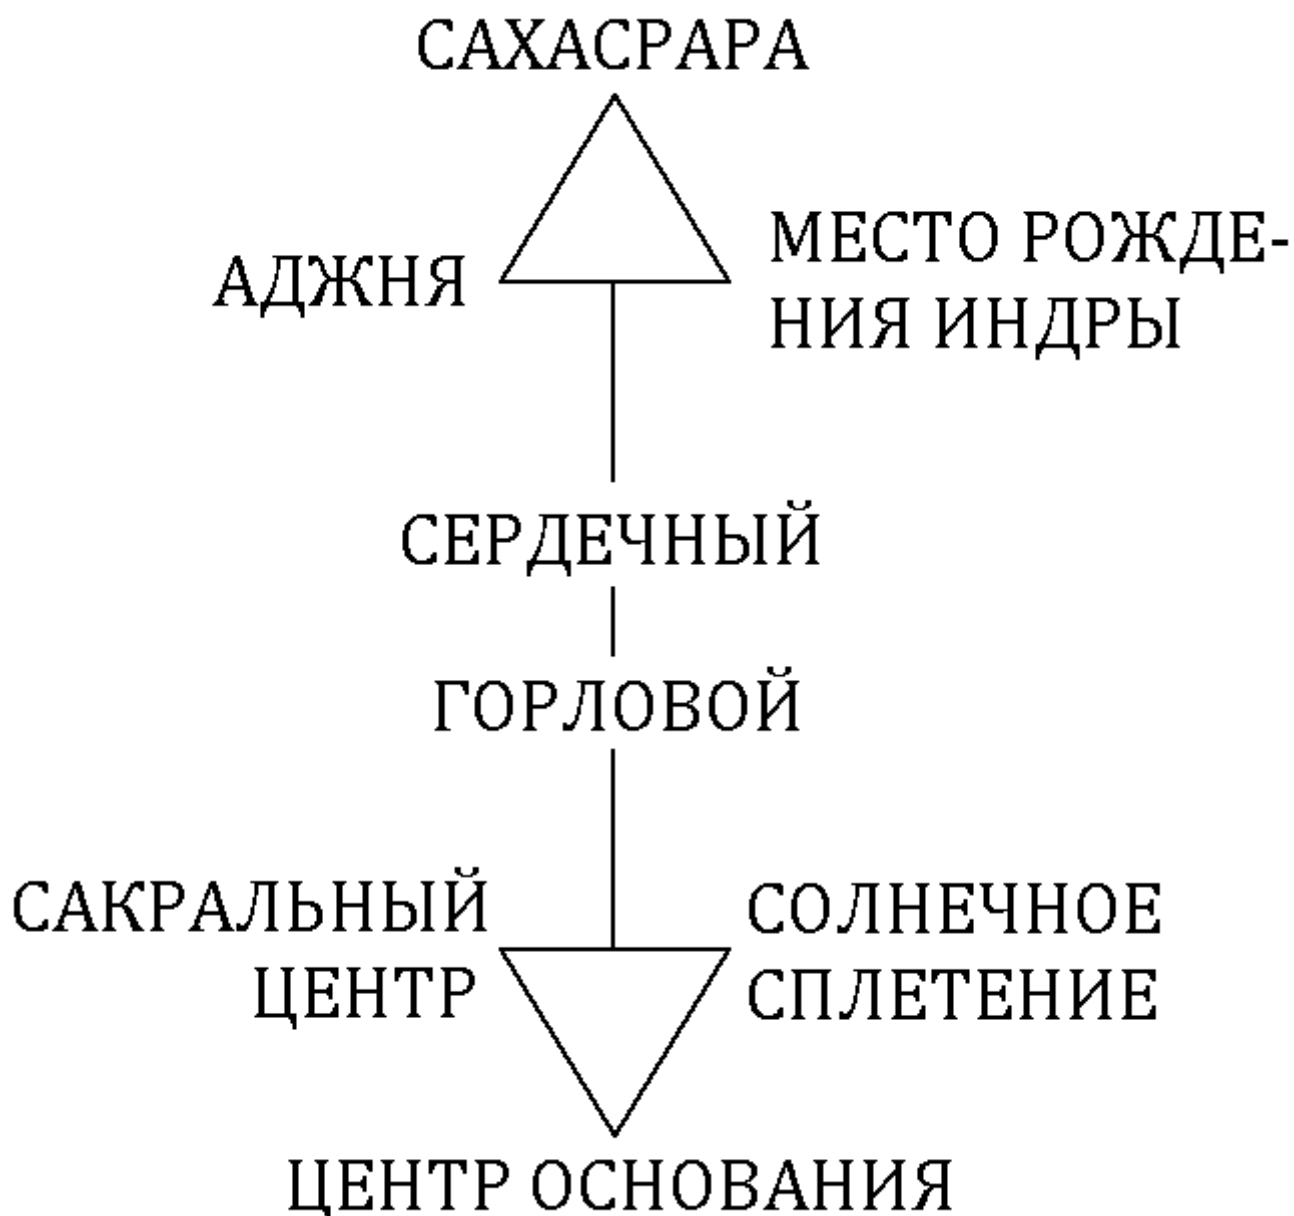 САХАСРАРА
АДЖНЯ
МЕСТО РОЖДЕ-
НИЯ ИНДРЫ
СЕРДЕЧНЫЙ
ГОРЛОВОЙ
САКРАЛЬНЫЙ
ЦЕНТР
СОЛНЕЧНОЕ
СПЛЕТЕНИЕ
ЦЕНТР ОСНОВАНИЯ